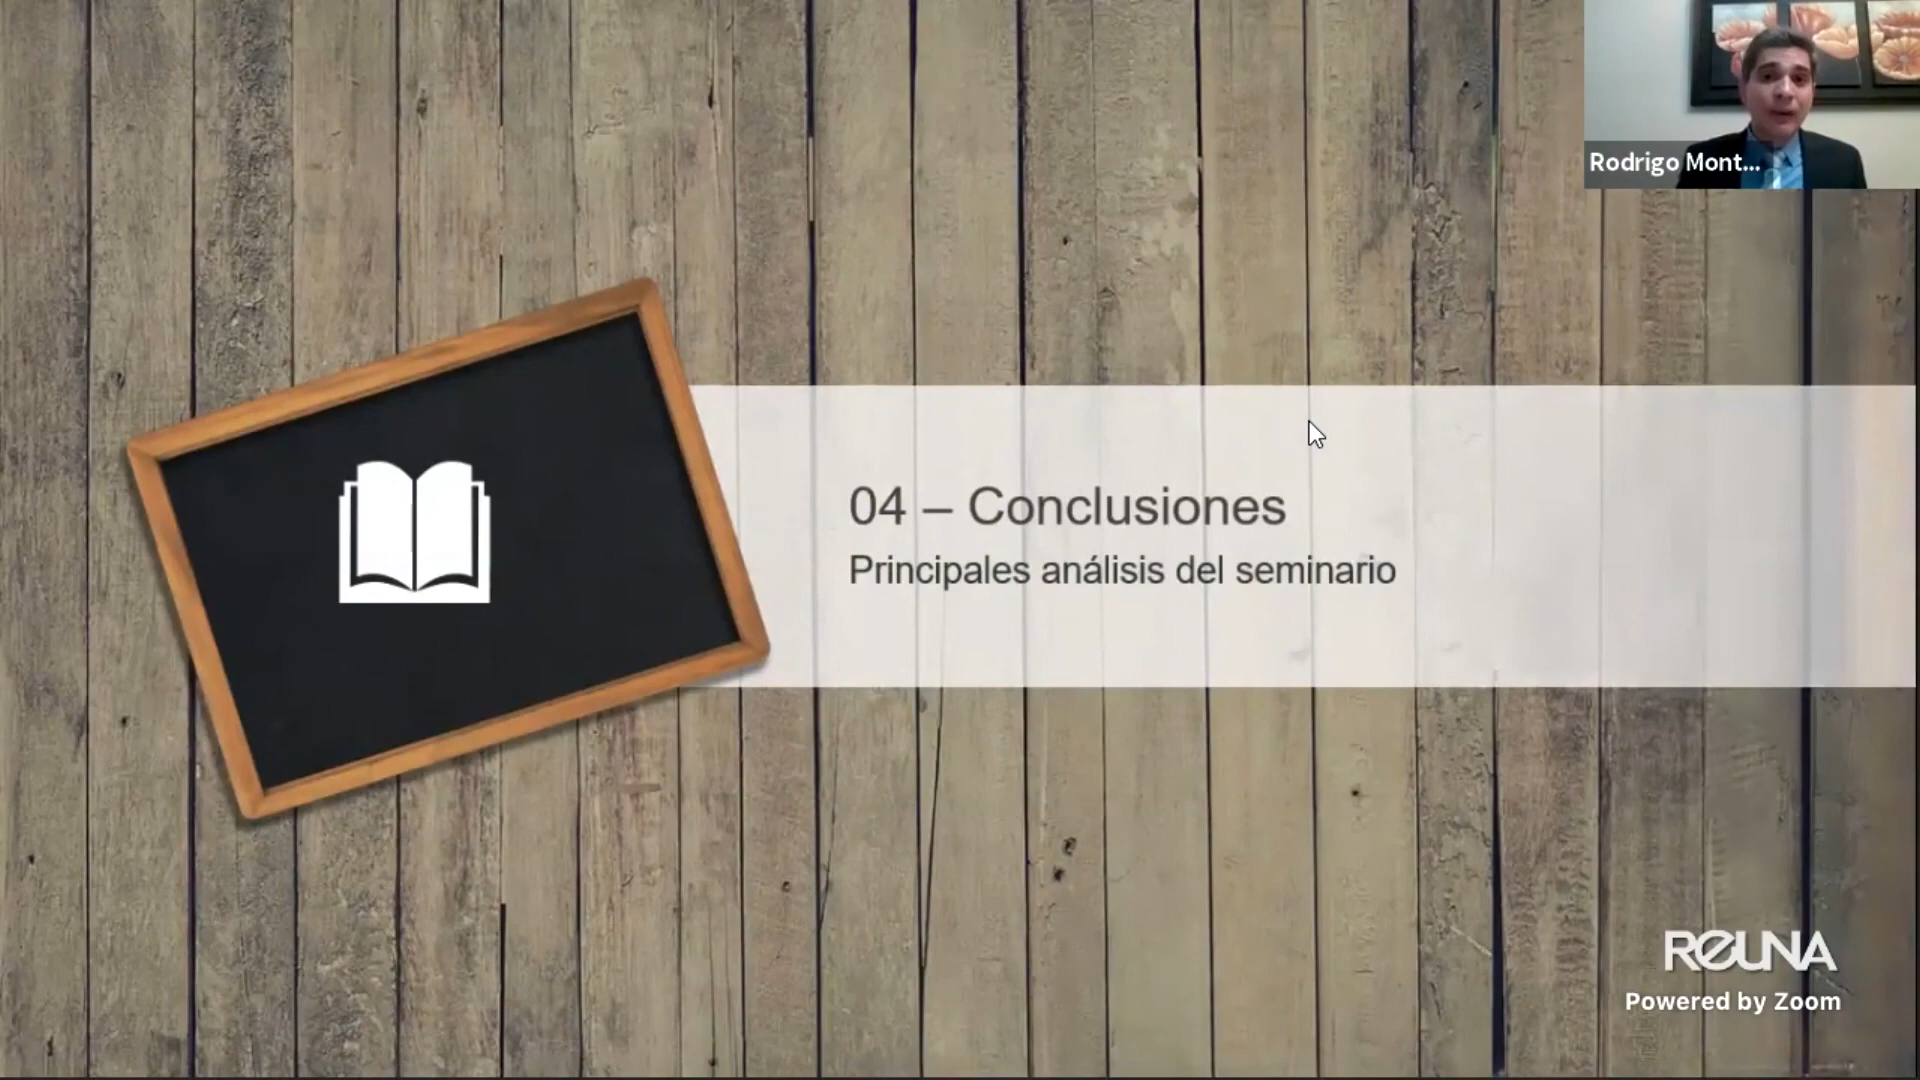 Rodrigo Mont...
04 – Conclusiones
Principales análisis del seminario
REUNA
Powered by Zoom